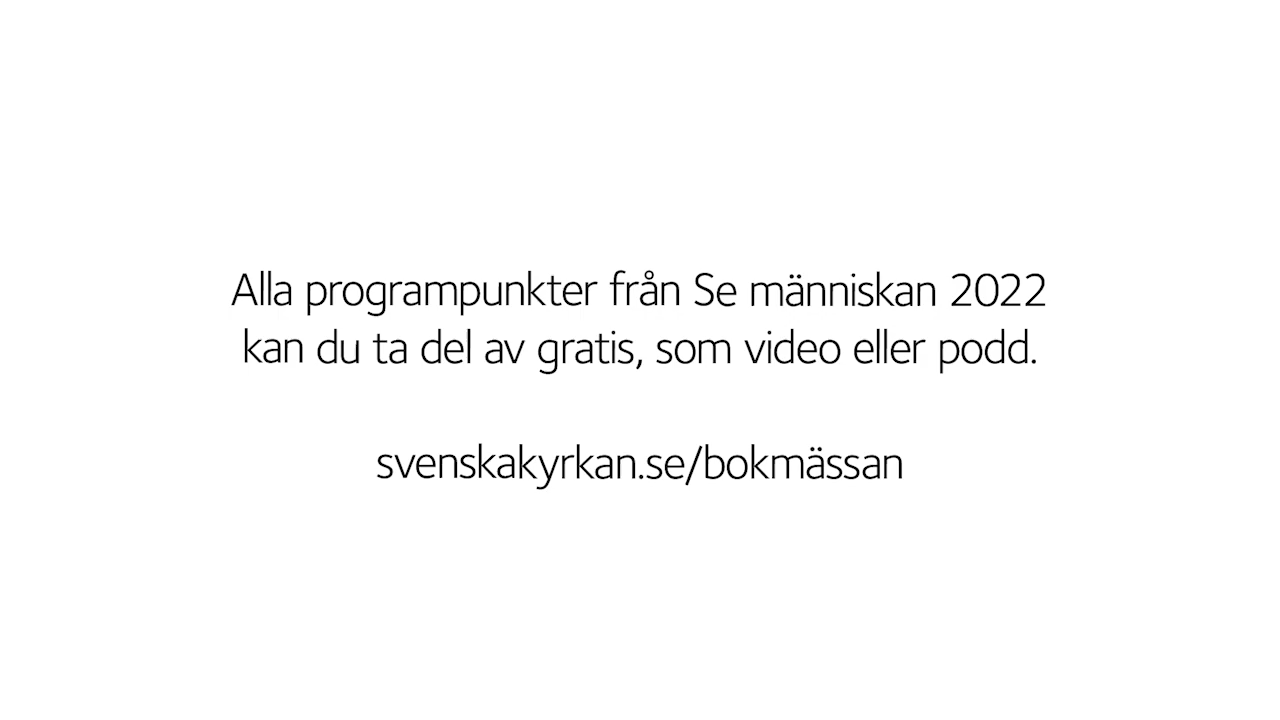 Alla programpunkter från Se människan 2022
kan du ta del av gratis, som video eller podd.
svenskakyrkan.se/bokmässan